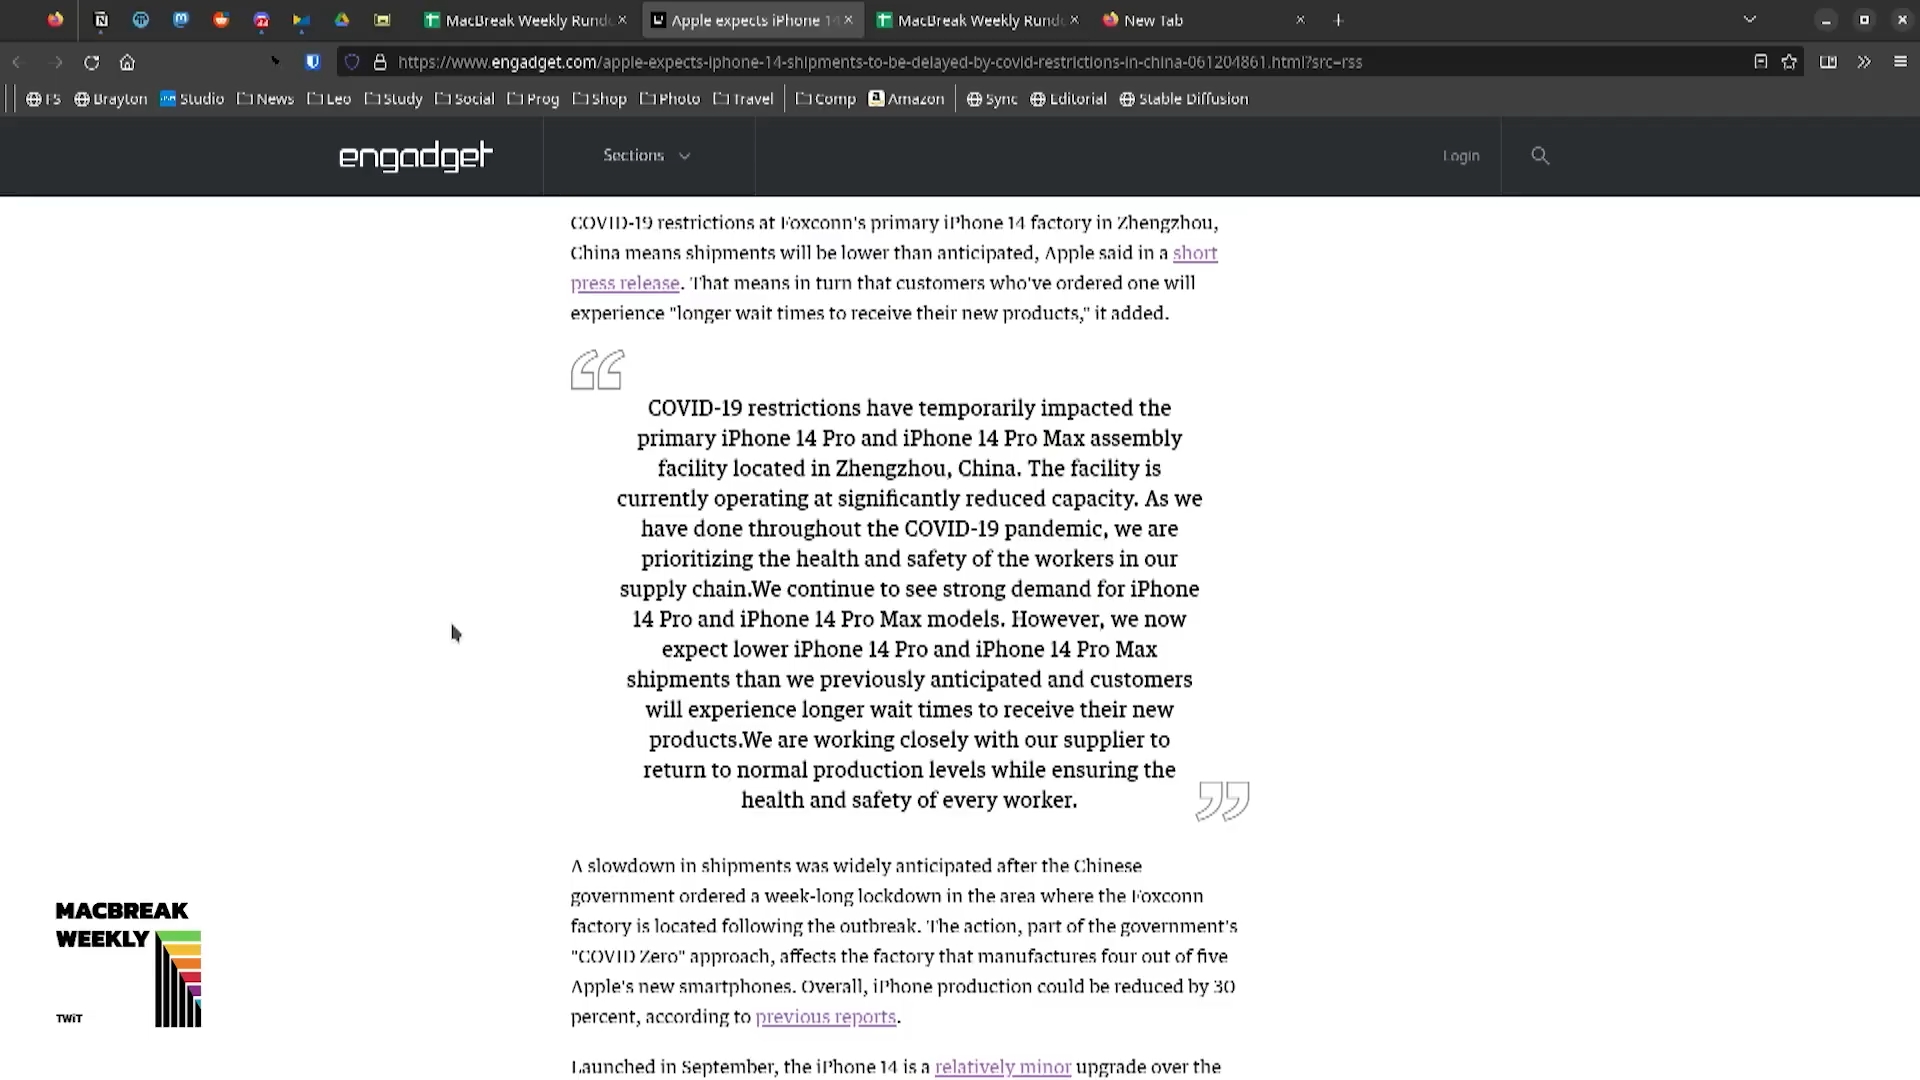 MacBreak Weekly Rund
Apple expects iPhone 1
MacBreak Weekly Rund
New Tab
https://www.engadget.com/apple-expects-iphone-14-shipments-to-be-delayed-by-covid-restrictions-in-china-061204861.html?src=rss
F5 Brayton Studio News Leo Study Social Prog Shop Photo Travel Comp Amazon Sync Editorial Stable Diffusion
engadget Sections Login
COVID-19 restrictions at Foxconn's primary iPhone 14 factory in Zhengzhou,
China means shipments will be lower than anticipated, Apple said in a short
press release. That means in turn that customers who've ordered one will
experience "longer wait times to receive their new products," it added.
“
COVID-19 restrictions have temporarily impacted the
primary iPhone 14 Pro and iPhone 14 Pro Max assembly
facility located in Zhengzhou, China. The facility is
currently operating at significantly reduced capacity. As we
have done throughout the COVID-19 pandemic, we are
prioritizing the health and safety of the workers in our
supply chain.We continue to see strong demand for iPhone
14 Pro and iPhone 14 Pro Max models. However, we now
expect lower iPhone 14 Pro and iPhone 14 Pro Max
shipments than we previously anticipated and customers
will experience longer wait times to receive their new
products.We are working closely with our supplier to
return to normal production levels while ensuring the
health and safety of every worker.
”
A slowdown in shipments was widely anticipated after the Chinese
government ordered a week-long lockdown in the area where the Foxconn
factory is located following the outbreak. The action, part of the government's
"COVID Zero" approach, affects the factory that manufactures four out of five
Apple's new smartphones. Overall, iPhone production could be reduced by 30
percent, according to previous reports.
Launched in September, the iPhone 14 is a relatively minor upgrade over the
MACBREAK
WEEKLY
TWiT